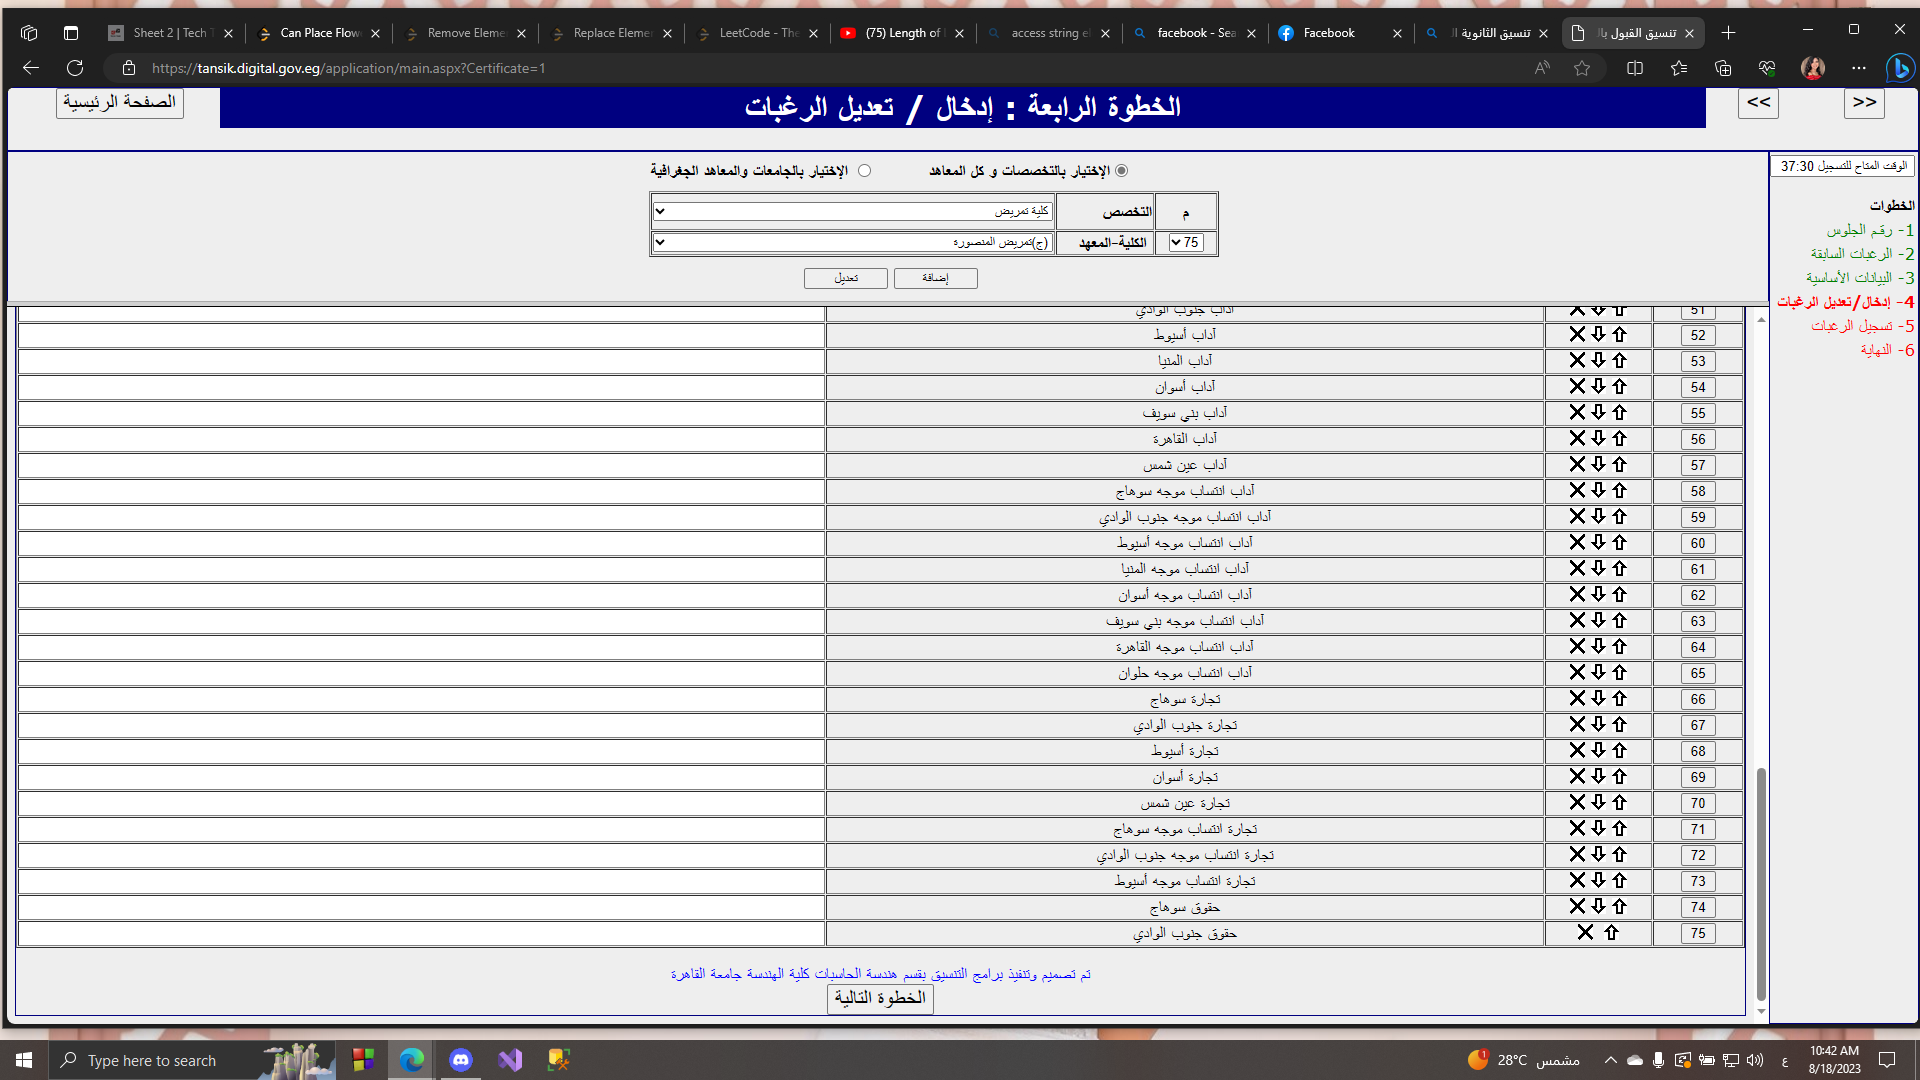 Sheet 2 | Tech T
Can Place Flow
Remove Eleme
Replace Elemer
LeetCode - The
(75) Length of l
access string el
facebook - Sea
Facebook
تنسيق الثانوية ال
تنسيق القبول بال
https://tansik.digital.gov.eg/application/main.aspx?Certificate=1
الصفحة الرئيسية
الخطوة الرابعة : إدخال / تعديل الرغبات
<<
>>
الوقت المتاح للتسجيل 37:30
الخطوات
1- رقم الجلوس
2- الرغبات السابقة
3- البيانات الأساسية
4- إدخال/تعديل الرغبات
5- تسجيل الرغبات
6- النهاية
الإختيار بالتخصصات و كل المعاهد
الإختيار بالجامعات والمعاهد الجغرافية
م التخصص كلية تمريض
75 الكلية-المعهد (ج)تمريض المنصورة
إضافة تعديل
51 آداب جنوب الوادي
52 آداب أسيوط
53 آداب المنيا
54 آداب أسوان
55 آداب بني سويف
56 آداب القاهرة
57 آداب عين شمس
58 آداب انتساب موجه سوهاج
59 آداب انتساب موجه جنوب الوادي
60 آداب انتساب موجه أسيوط
61 آداب انتساب موجه المنيا
62 آداب انتساب موجه أسوان
63 آداب انتساب موجه بني سويف
64 آداب انتساب موجه القاهرة
65 آداب انتساب موجه حلوان
66 تجارة سوهاج
67 تجارة جنوب الوادي
68 تجارة أسيوط
69 تجارة أسوان
70 تجارة عين شمس
71 تجارة انتساب موجه سوهاج
72 تجارة انتساب موجه جنوب الوادي
73 تجارة انتساب موجه أسيوط
74 حقوق سوهاج
75 حقوق جنوب الوادي
تم تصميم وتنفيذ برامج التنسيق بقسم هندسة الحاسبات كلية الهندسة جامعة القاهرة
الخطوة التالية
Type here to search
1
28°C مشمس
ع
10:42 AM
8/18/2023